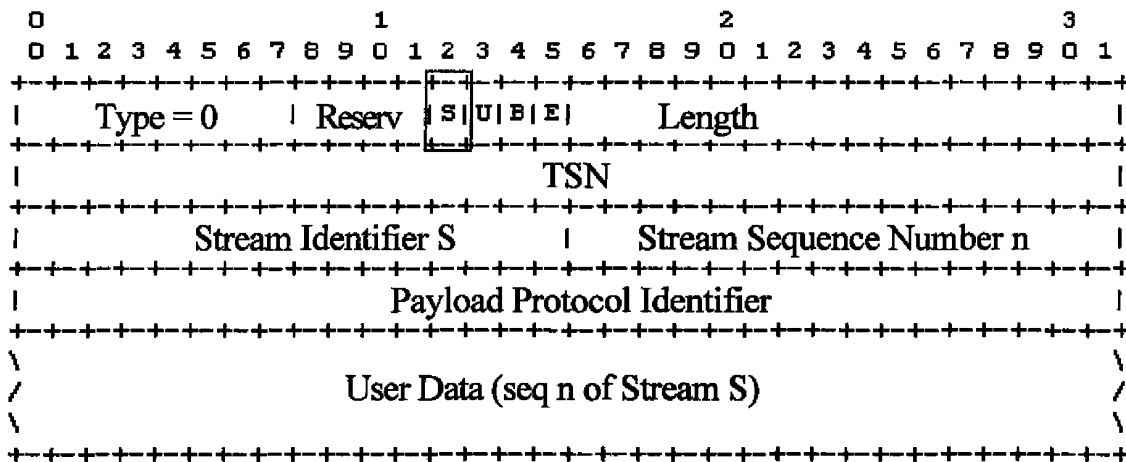 0 1 2 3
0 1 2 3 4 5 6 7 8 9 0 1 2 3 4 5 6 7 8 9 0 1 2 3 4 5 6 7 8 9 0 1
+-+-+-+-+-+-+-+-+-+-+-+-+-+-+-+-+-+-+-+-+-+-+-+-+-+-+-+-+-+-+-+-+
| Type = 0 | Reserv |S|U|B|E| Length |
+-+-+-+-+-+-+-+-+-+-+-+-+-+-+-+-+-+-+-+-+-+-+-+-+-+-+-+-+-+-+-+-+
| TSN |
+-+-+-+-+-+-+-+-+-+-+-+-+-+-+-+-+-+-+-+-+-+-+-+-+-+-+-+-+-+-+-+-+
| Stream Identifier S | Stream Sequence Number n |
+-+-+-+-+-+-+-+-+-+-+-+-+-+-+-+-+-+-+-+-+-+-+-+-+-+-+-+-+-+-+-+-+
| Payload Protocol Identifier |
+-+-+-+-+-+-+-+-+-+-+-+-+-+-+-+-+-+-+-+-+-+-+-+-+-+-+-+-+-+-+-+-+
\ \
/ User Data (seq n of Stream S) /
\ \
+-+-+-+-+-+-+-+-+-+-+-+-+-+-+-+-+-+-+-+-+-+-+-+-+-+-+-+-+-+-+-+-+